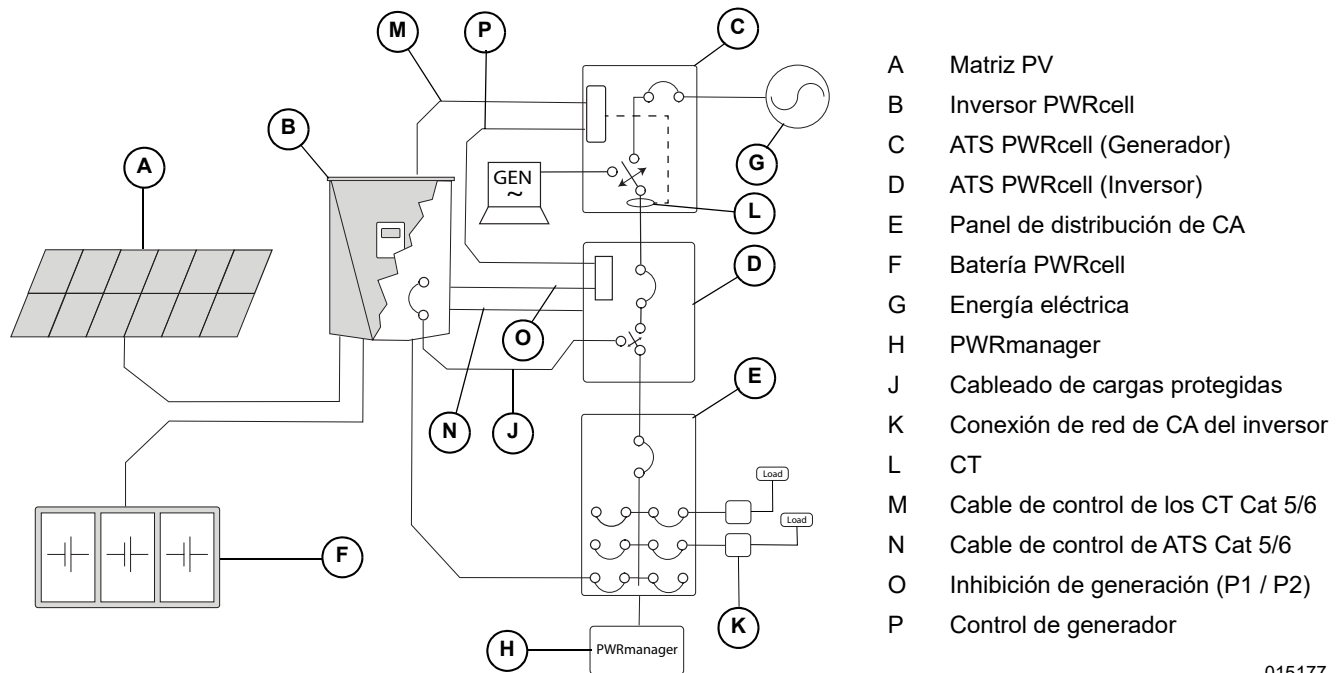 M
P
C
B
A
GEN
~
G
L
D
O
E
N
J
Load
Load
F
K
H
PWRmanager
A Matriz PV
B Inversor PWRcell
C ATS PWRcell (Generador)
D ATS PWRcell (Inversor)
E Panel de distribución de CA
F Batería PWRcell
G Energía eléctrica
H PWRmanager
J Cableado de cargas protegidas
K Conexión de red de CA del inversor
L CT
M Cable de control de los CT Cat 5/6
N Cable de control de ATS Cat 5/6
O Inhibición de generación (P1 / P2)
P Control de generador
015177